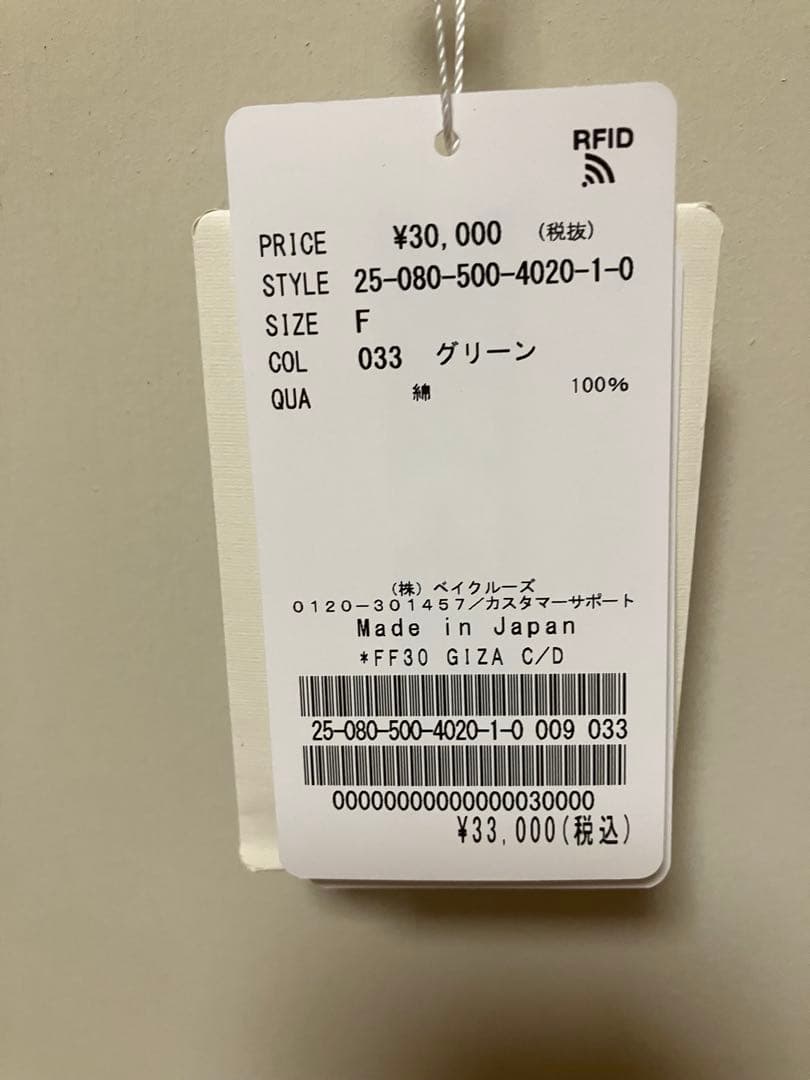 RFID
PRICE ¥30,000 (税抜)
STYLE 25-080-500-4020-1-0
SIZE F
COL 033 グリーン
QUA 綿 100%
(株) ベイクルーズ
0120-301457/カスタマーサポート
Made in Japan
*FF30 GIZA C/D
25-080-500-4020-1-0 009 033
00000000000000030000
¥33,000(税込)